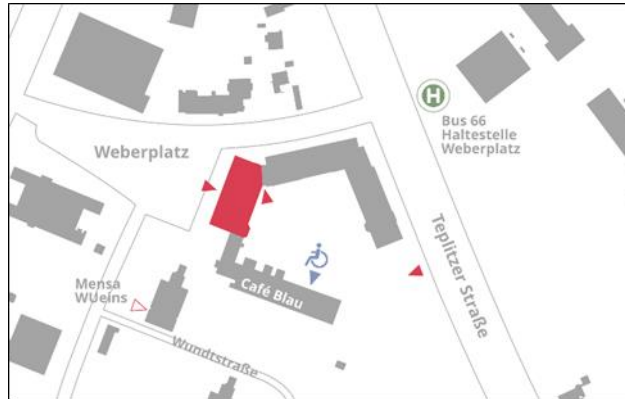 H
Bus 66
Haltestelle
Weberplatz
Weberplatz
Teplitzer Straße
Mensa
WUeins
Café Blau
Wundtstraße